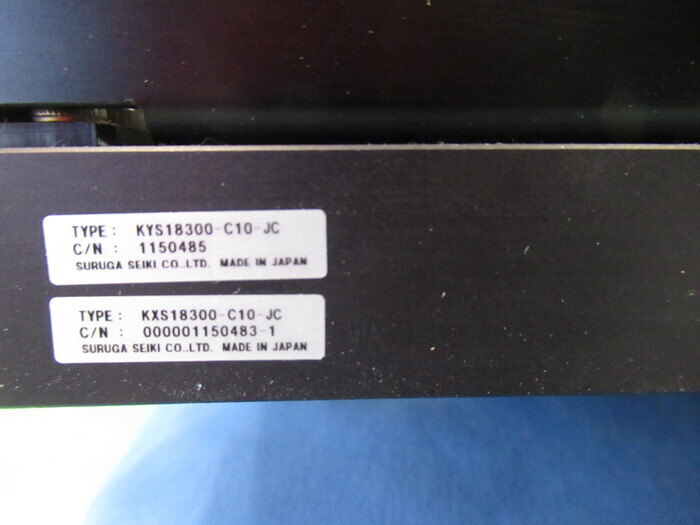 TYPE: KYS18300-C10-JC
C/N: 1150485
SURUGA SEIKI CO.,LTD. MADE IN JAPAN
TYPE: KXS18300-C10-JC
C/N: 000001150483-1
SURUGA SEIKI CO.,LTD. MADE IN JAPAN